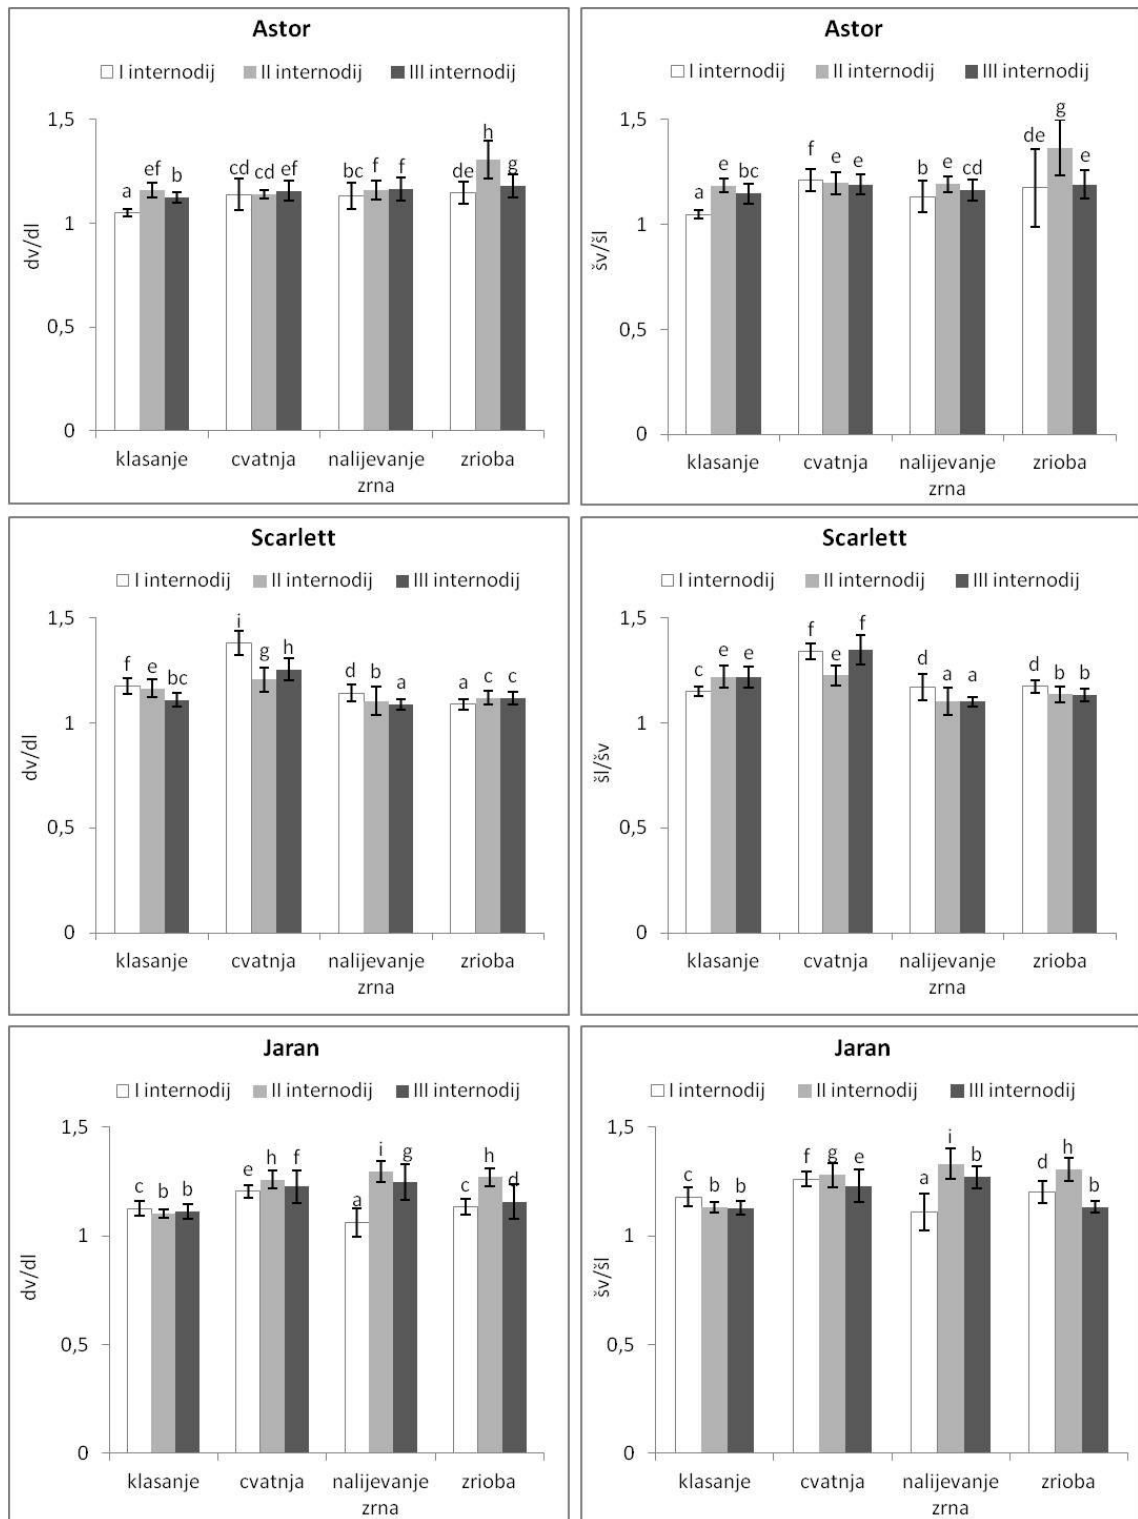 Astor
I internodij II internodij III internodij
1,5
1
0,5
0
dv/dl
a ef b cd cd ef bc f f de h g
klasanje cvatnja nalijevanje zrioba
zrna
Astor
I internodij II internodij III internodij
1,5
1
0,5
0
šv/šl
a e bc f e e b e cd de g e
klasanje cvatnja nalijevanje zrioba
zrna
Scarlett
I internodij II internodij III internodij
1,5
1
0,5
0
dv/dl
f e bc i g h d b a a c c
klasanje cvatnja nalijevanje zrioba
zrna
Scarlett
I internodij II internodij III internodij
1,5
1
0,5
0
šl/šv
c e e f e f d a a d b b
klasanje cvatnja nalijevanje zrioba
zrna
Jaran
I internodij II internodij III internodij
1,5
1
0,5
0
dv/dl
c b b e h f a i g c h d
klasanje cvatnja nalijevanje zrioba
zrna
Jaran
I internodij II internodij III internodij
1,5
1
0,5
0
šv/šl
c b b f g e a i b d h b
klasanje cvatnja nalijevanje zrioba
zrna